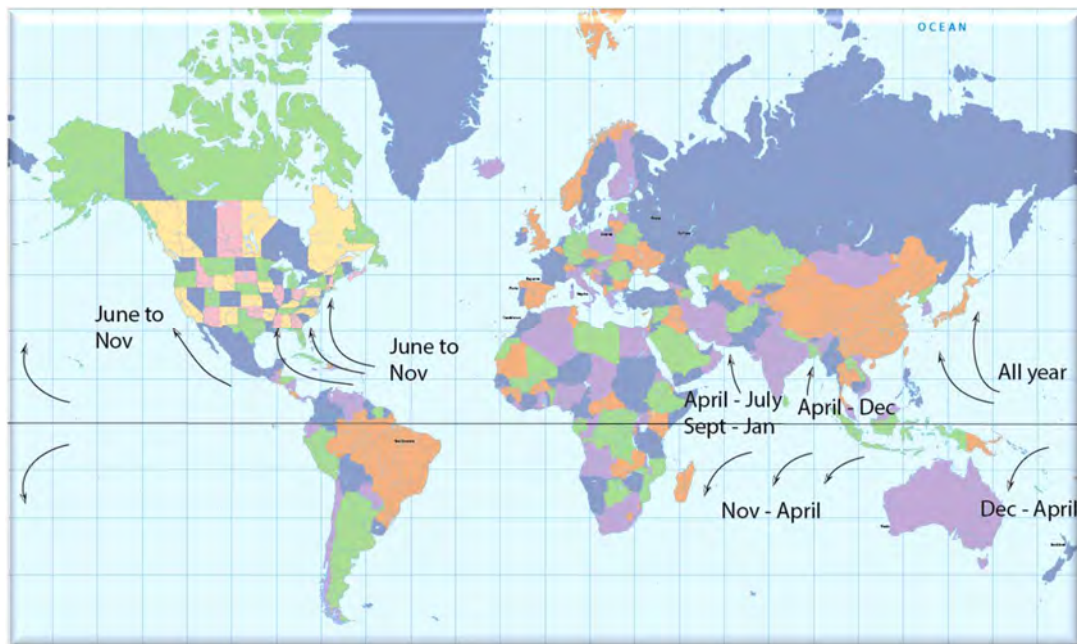 OCEAN
June to
Nov
June to
Nov
All year
April - July
Sept - Jan
April - Dec
Nov - April
Dec - April